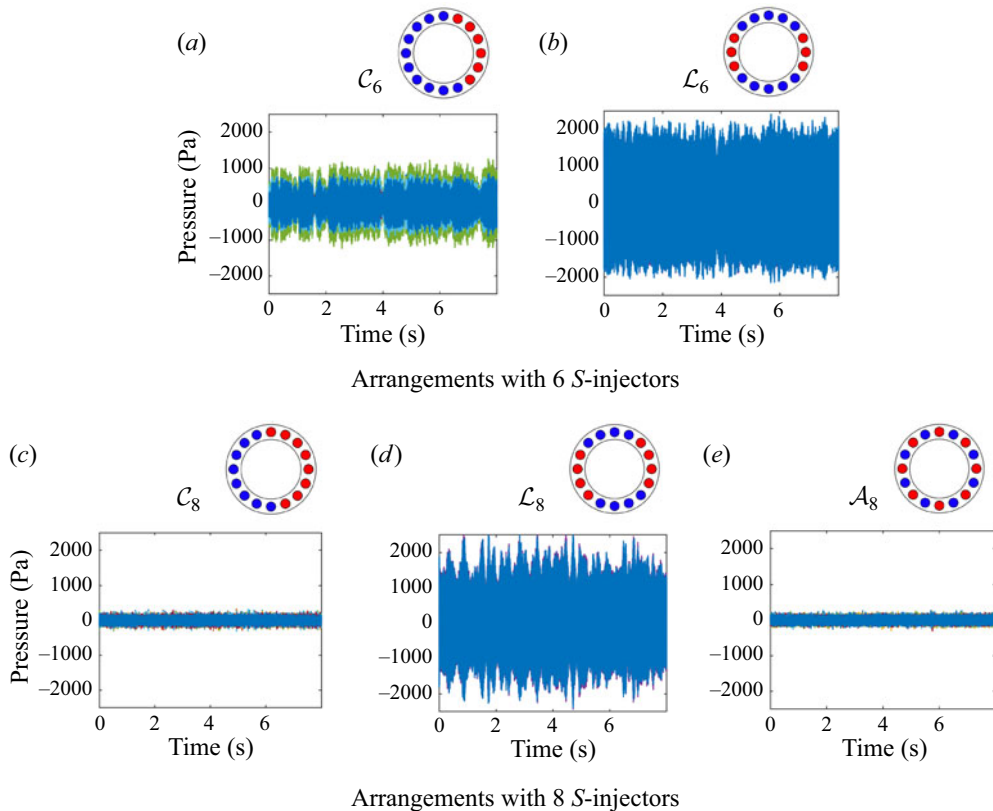 (a)
C6
Pressure (Pa)
2000
1000
0
−1000
−2000
0 2 4 6
Time (s)
(b)
L6
2000
1000
0
−1000
−2000
0 2 4 6
Time (s)
Arrangements with 6 S-injectors
(c)
C8
Pressure (Pa)
2000
1000
0
−1000
−2000
0 2 4 6
Time (s)
(d)
L8
2000
1000
0
−1000
−2000
0 2 4 6
Time (s)
(e)
A8
2000
1000
0
−1000
−2000
0 2 4 6
Time (s)
Arrangements with 8 S-injectors